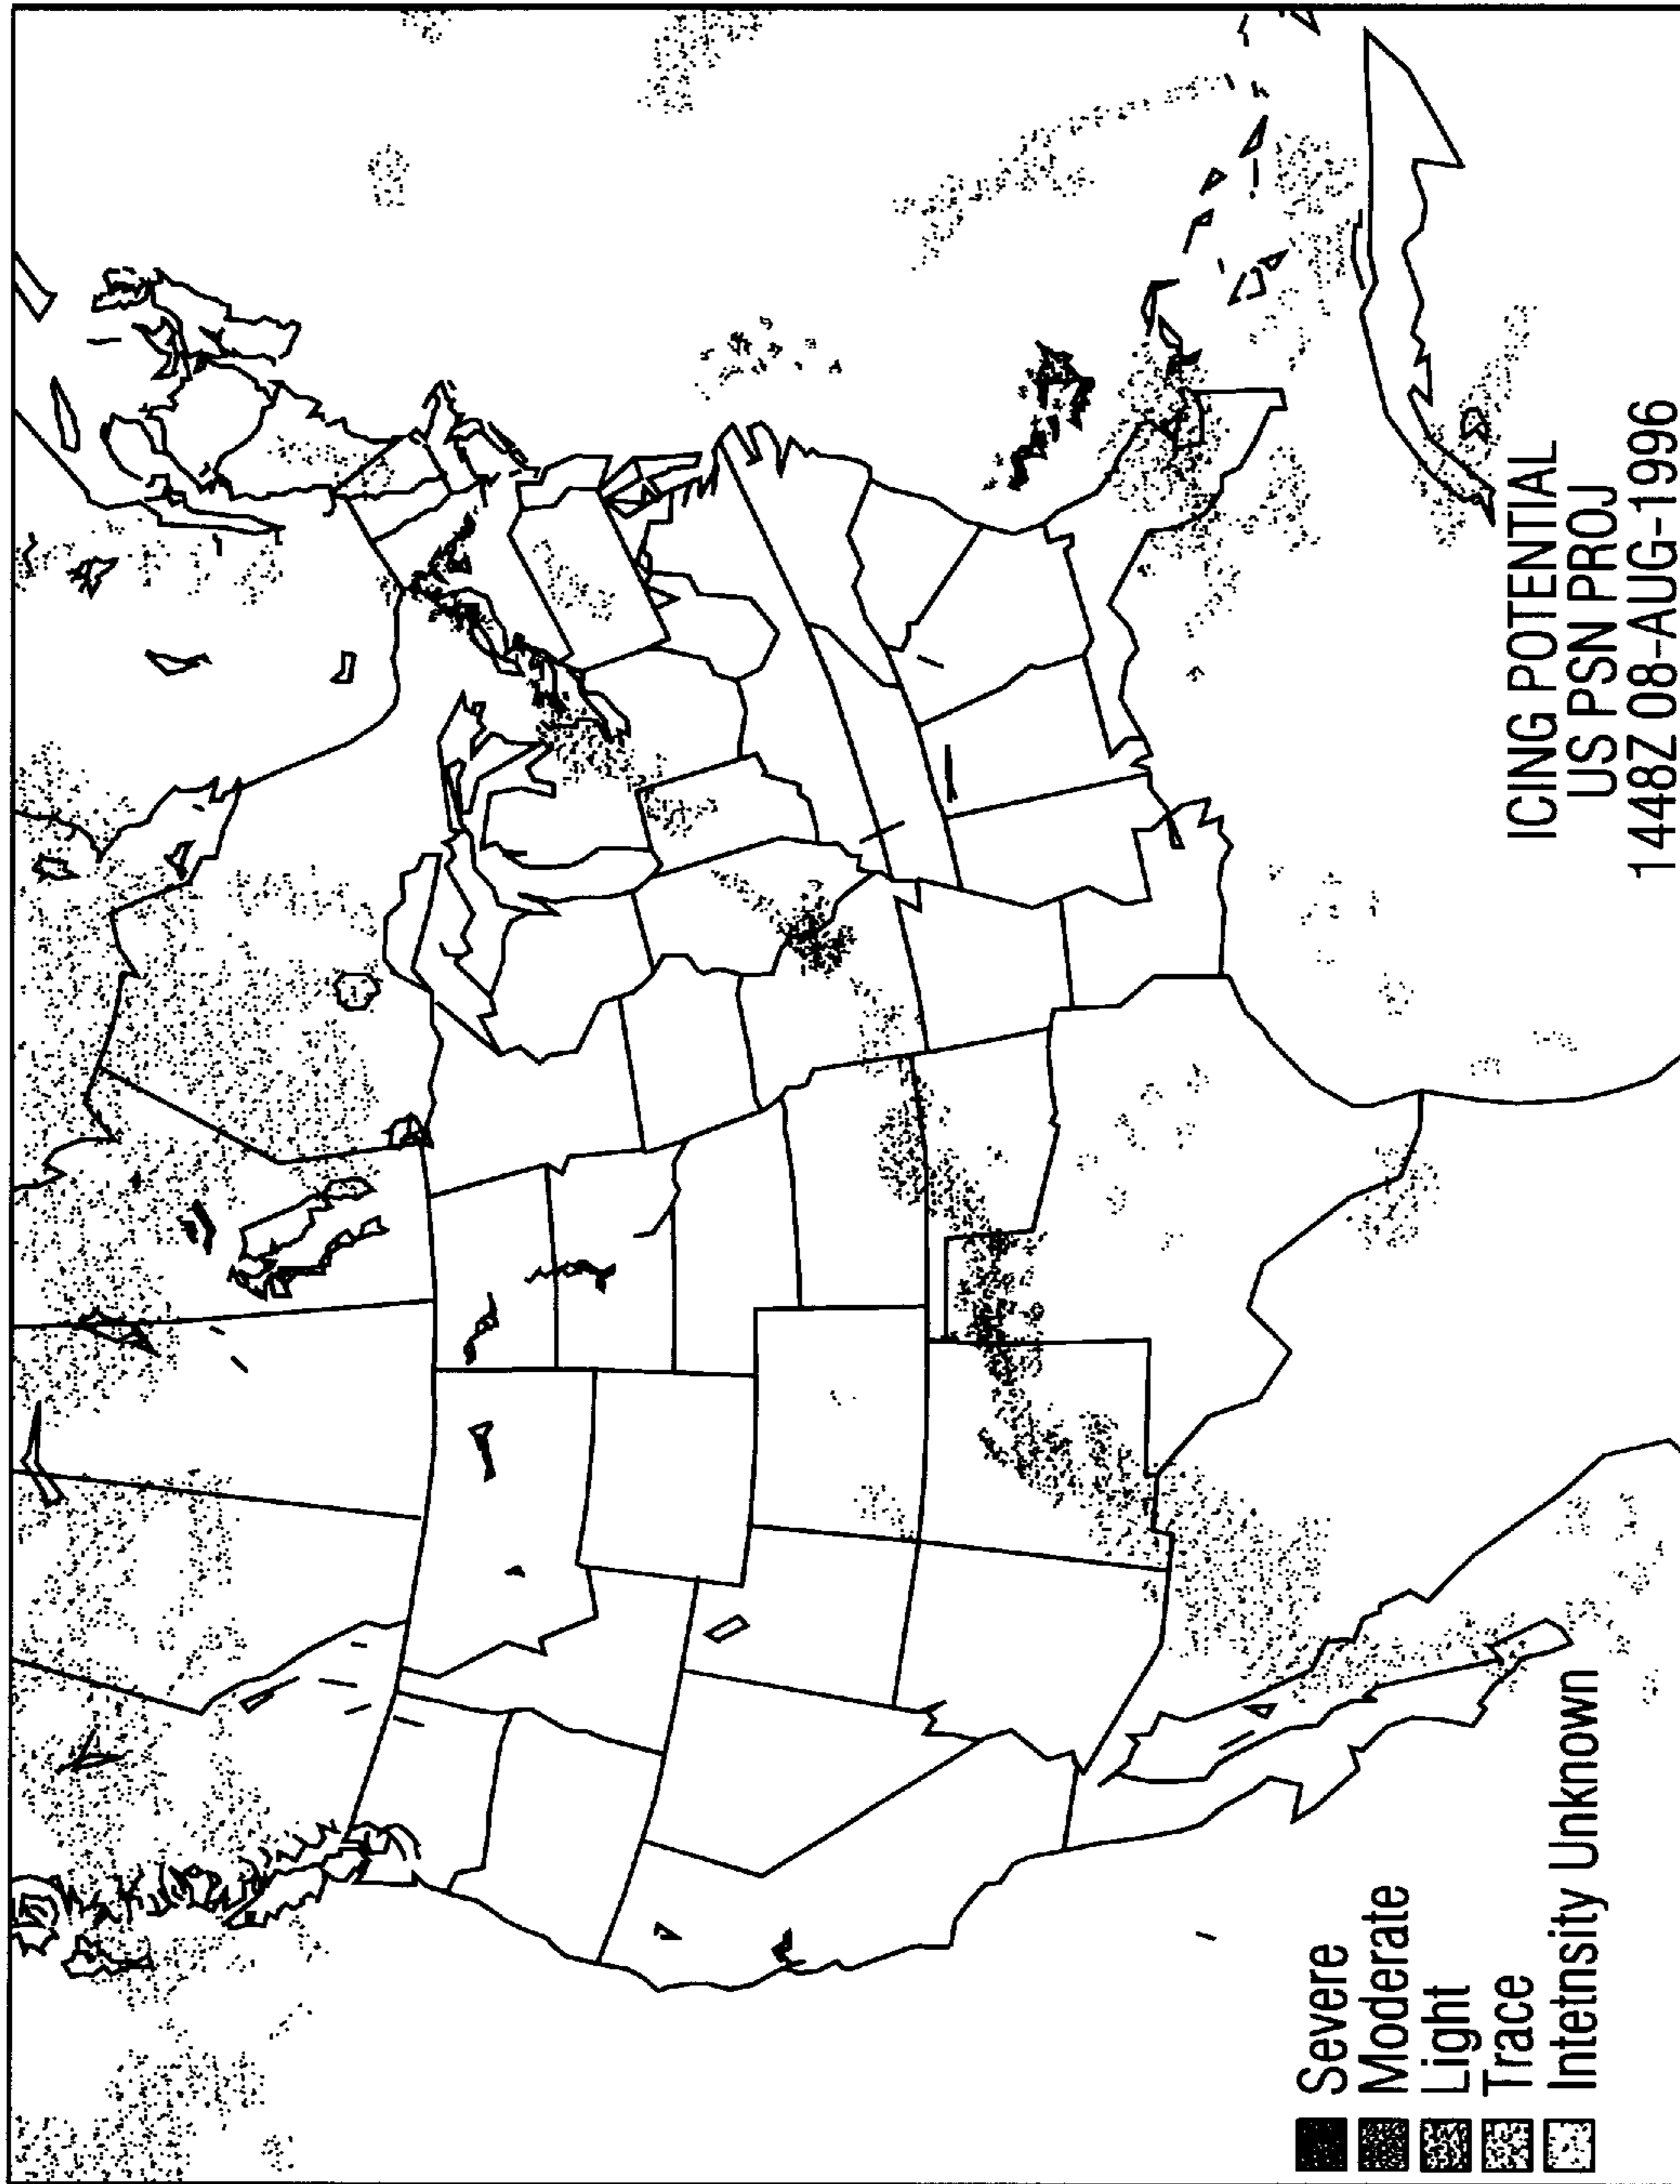 ICING POTENTIAL
US PSN PROJ
1448Z 08-AUG-1996
Severe
Moderate
Light
Trace
Intetnsity Unknown